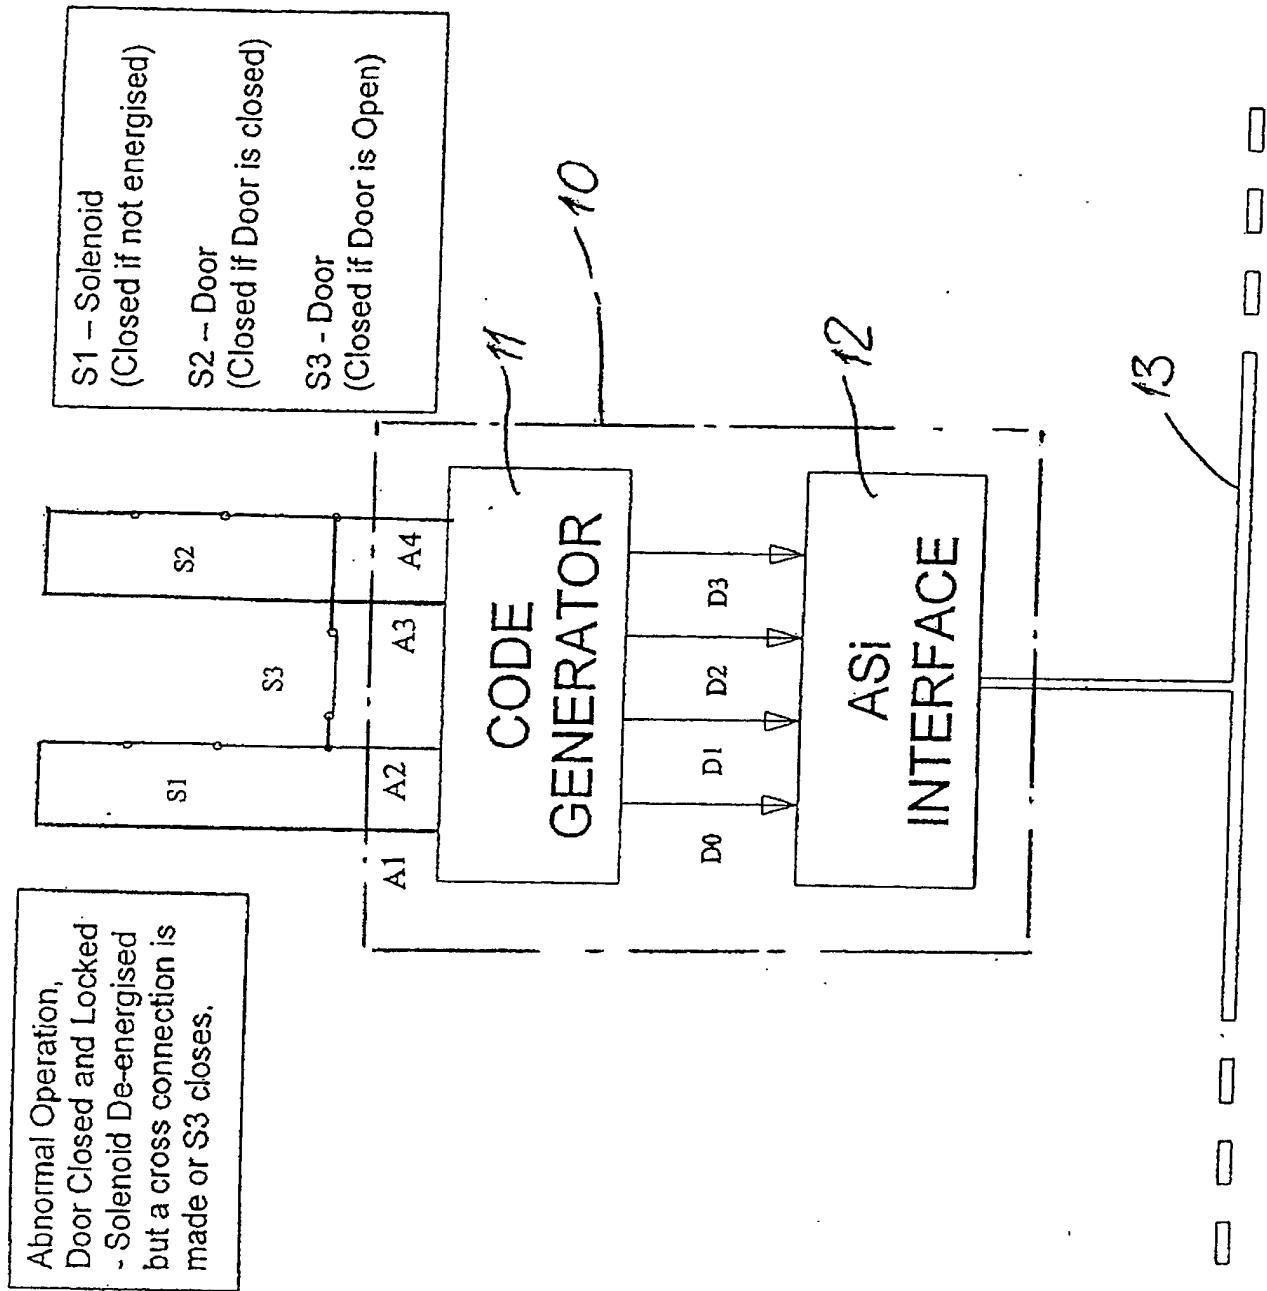 Abnormal Operation,
Door Closed and Locked
- Solenoid De-energised
but a cross connection is
made or S3 closes.
S1 – Solenoid
(Closed if not energised)
S2 – Door
(Closed if Door is closed)
S3 - Door
(Closed if Door is Open)
S1
S3
S2
A1
A2
A3
A4
10
CODE
GENERATOR
11
D0
D1
D2
D3
ASi
INTERFACE
12
13